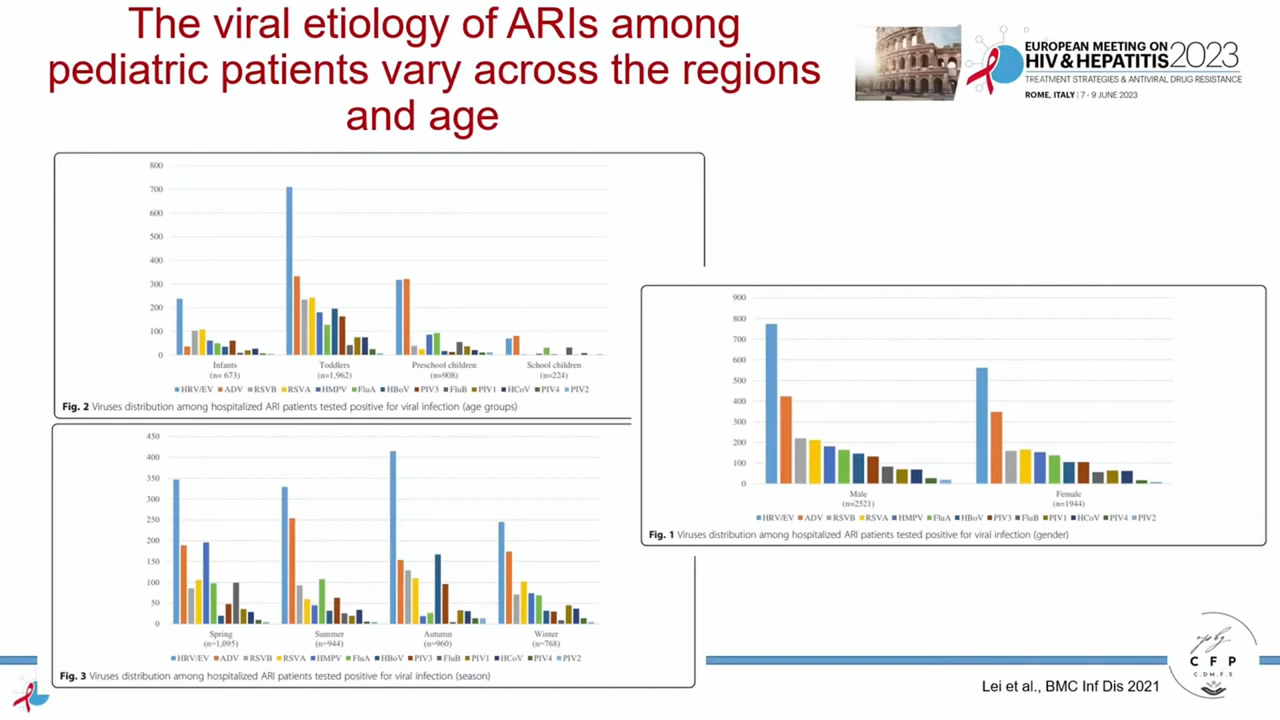 The viral etiology of ARIs among
pediatric patients vary across the regions
and age
EUROPEAN MEETING ON
HIV & HEPATITIS 2023
TREATMENT STRATEGIES & ANTIVIRAL DRUG RESISTANCE
ROME, ITALY | 7 - 9 JUNE 2023
800
700
600
500
400
300
200
100
0
Infants
(n= 673)
Toddlers
(n=1,962)
Preschool children
(n=908)
School children
(n=224)
HRV/EV ADV RSVB RSVA HMPV FluA HBoV PIV3 FluB PIV1 HCoV PIV4 PIV2
Fig. 2 Viruses distribution among hospitalized ARI patients tested positive for viral infection (age groups)
900
800
700
600
500
400
300
200
100
0
Male
(n=2521)
Female
(n=1944)
HRV/EV ADV RSVB RSVA HMPV FluA HBoV PIV3 FluB PIV1 HCoV PIV4 PIV2
Fig. 1 Viruses distribution among hospitalized ARI patients tested positive for viral infection (gender)
450
400
350
300
250
200
150
100
50
0
Spring
(n=1,095)
Summer
(n=944)
Autumn
(n=960)
Winter
(n=768)
HRV/EV ADV RSVB RSVA HMPV FluA HBoV PIV3 FluB PIV1 HCoV PIV4 PIV2
Fig. 3 Viruses distribution among hospitalized ARI patients tested positive for viral infection (season)
CFP
C.DM.F.S
Lei et al., BMC Inf Dis 2021